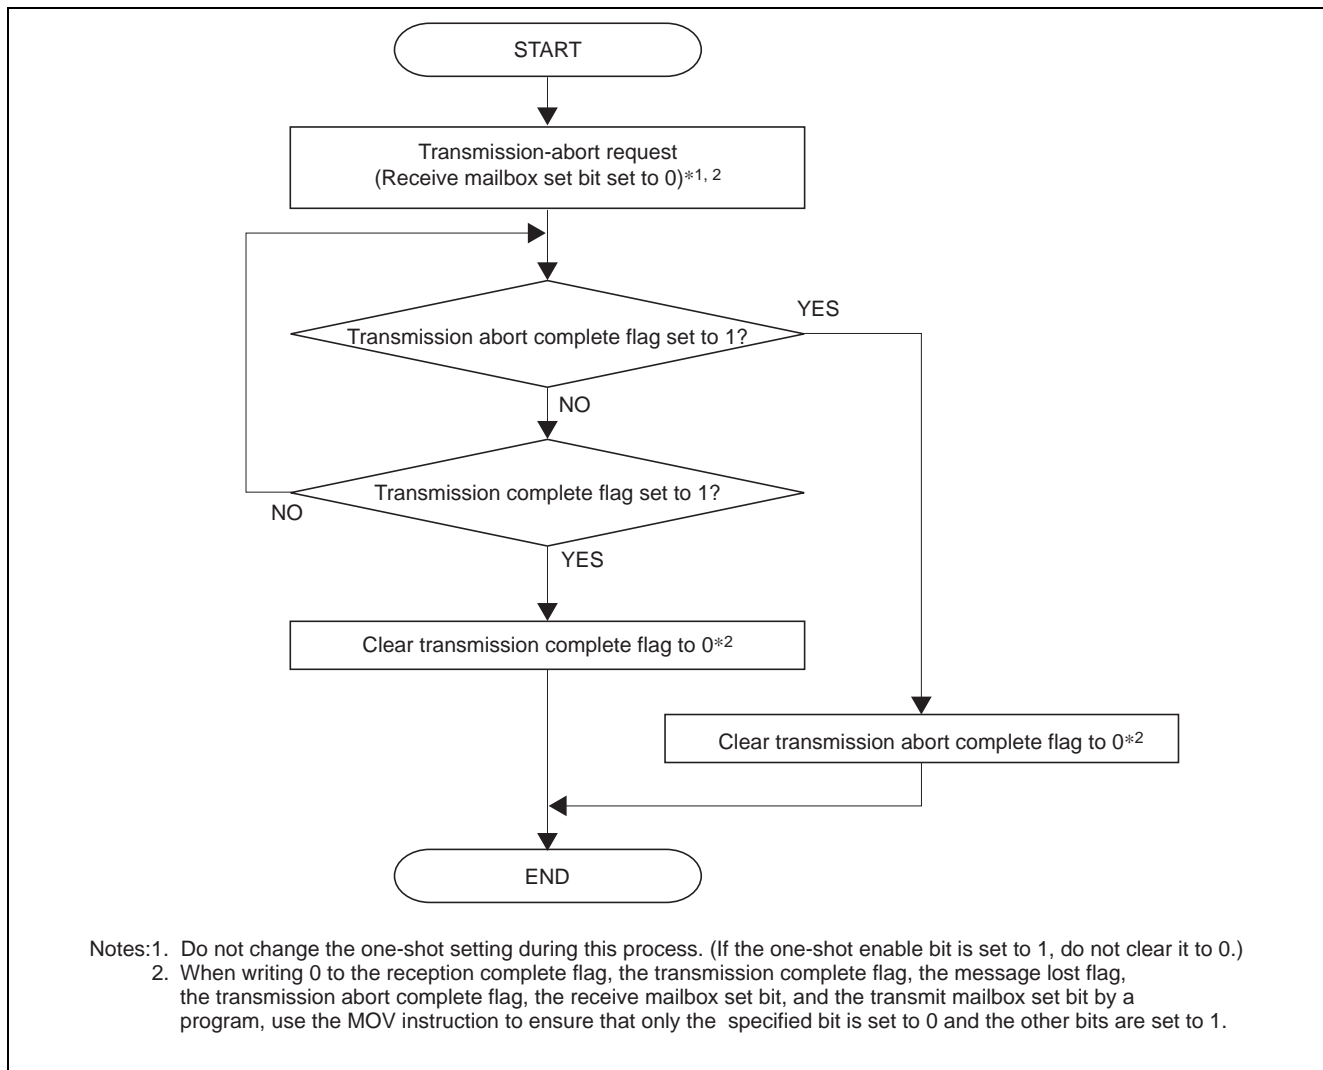 START
Transmission-abort request
(Receive mailbox set bit set to 0)*1, 2
YES
Transmission abort complete flag set to 1?
NO
Transmission complete flag set to 1?
NO
YES
Clear transmission complete flag to 0*2
Clear transmission abort complete flag to 0*2
END
Notes:1. Do not change the one-shot setting during this process. (If the one-shot enable bit is set to 1, do not clear it to 0.)
2. When writing 0 to the reception complete flag, the transmission complete flag, the message lost flag,
the transmission abort complete flag, the receive mailbox set bit, and the transmit mailbox set bit by a
program, use the MOV instruction to ensure that only the specified bit is set to 0 and the other bits are set to 1.